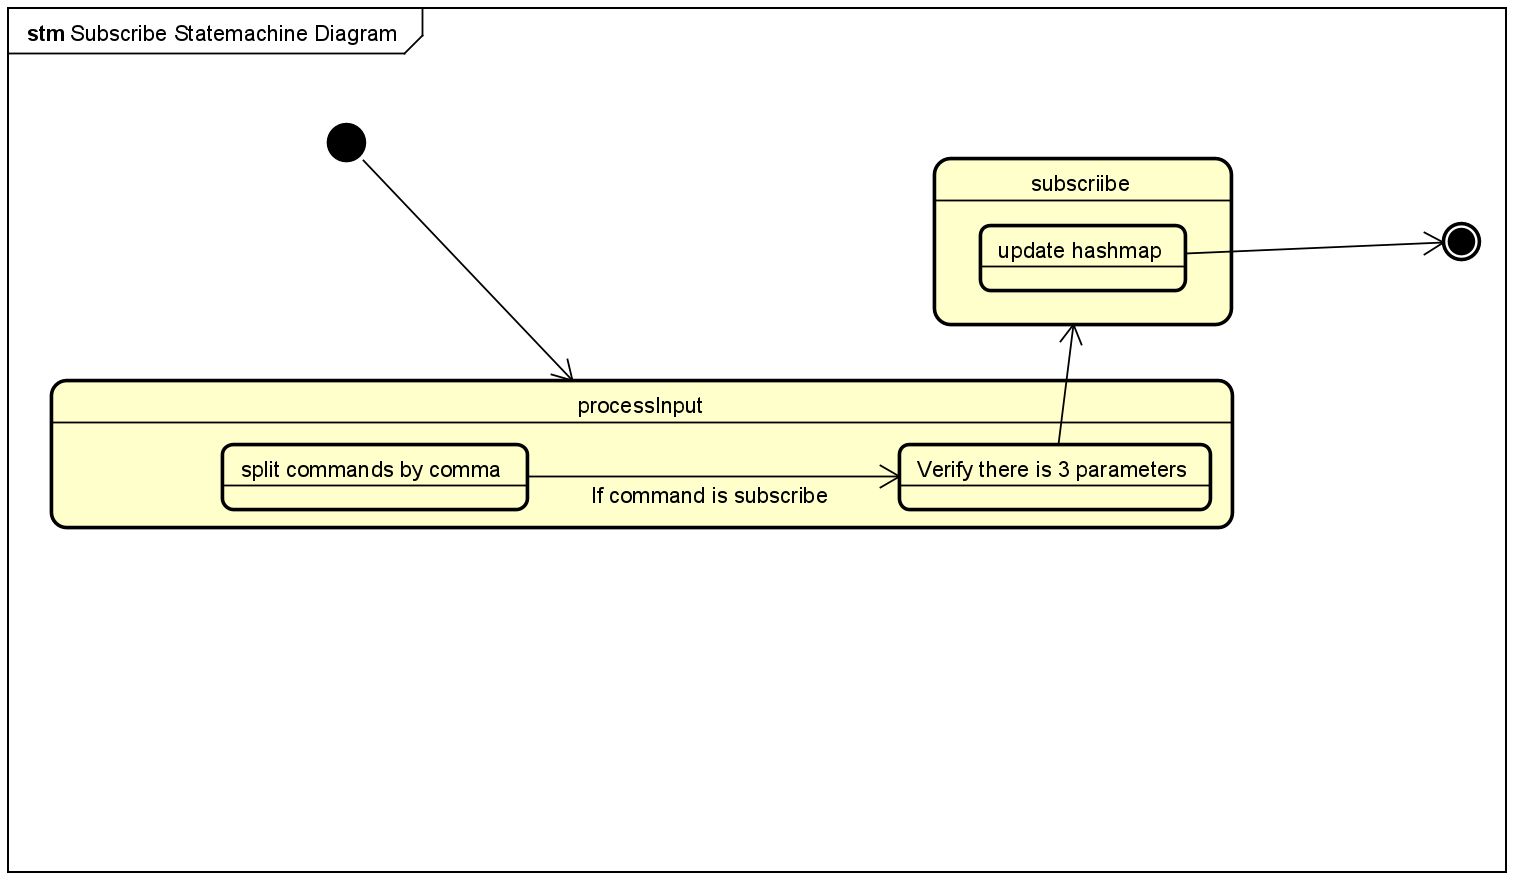 stm Subscribe Statemachine Diagram
subscriibe
update hashmap
processInput
split commands by comma
If command is subscribe
Verify there is 3 parameters